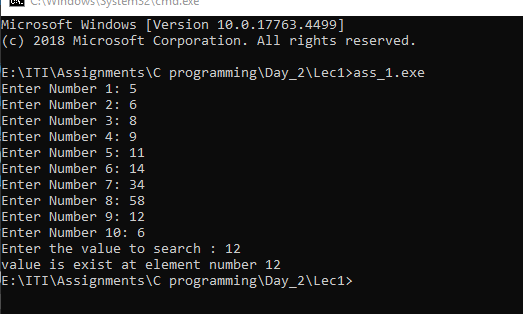 C:\Windows\System32\cmd.exe
Microsoft Windows [Version 10.0.17763.4499]
(c) 2018 Microsoft Corporation. All rights reserved.
E:\ITI\Assignments\C programming\Day_2\Lec1>ass_1.exe
Enter Number 1: 5
Enter Number 2: 6
Enter Number 3: 8
Enter Number 4: 9
Enter Number 5: 11
Enter Number 6: 14
Enter Number 7: 34
Enter Number 8: 58
Enter Number 9: 12
Enter Number 10: 6
Enter the value to search : 12
value is exist at element number 12
E:\ITI\Assignments\C programming\Day_2\Lec1>